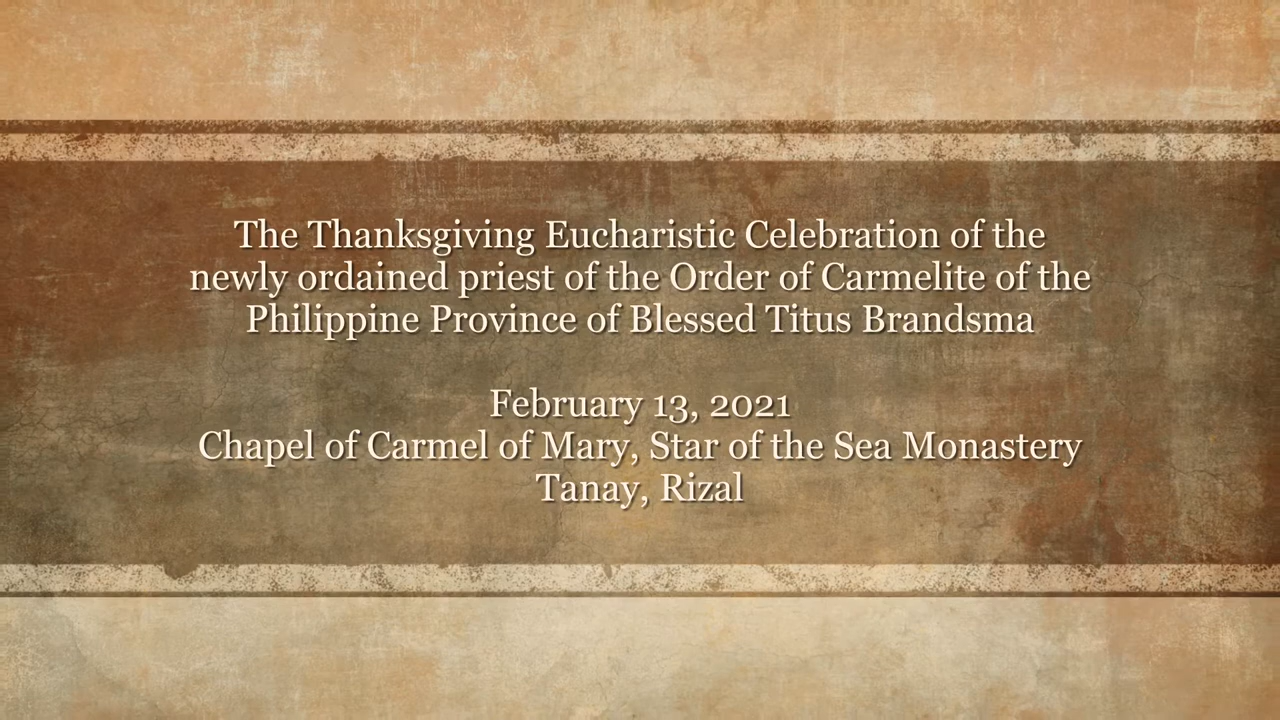 The Thanksgiving Eucharistic Celebration of the
newly ordained priest of the Order of Carmelite of the
Philippine Province of Blessed Titus Brandsma
February 13, 2021
Chapel of Carmel of Mary, Star of the Sea Monastery
Tanay, Rizal